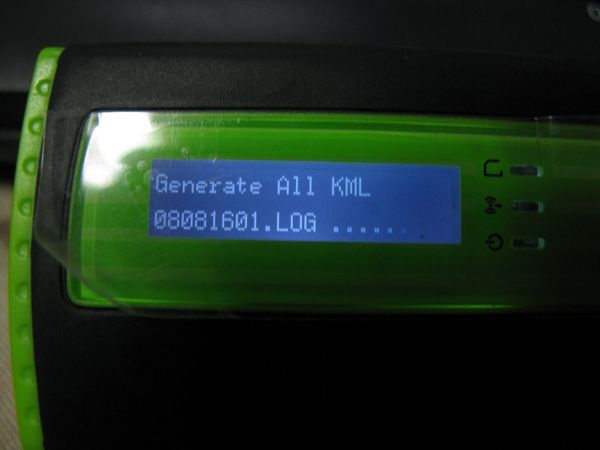 Generate All KML
08081601.LOG ......